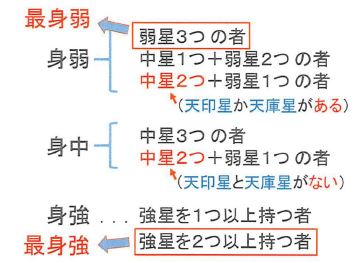 最身弱
弱星3つの者
身弱
中星1つ+弱星2つの者
中星2つ+弱星1つの者
(天印星か天庫星がある)
身中
中星3つの者
中星2つ+弱星1つの者
(天印星と天庫星がない)
身強 ... 強星を1つ以上持つ者
最身強
強星を2つ以上持つ者